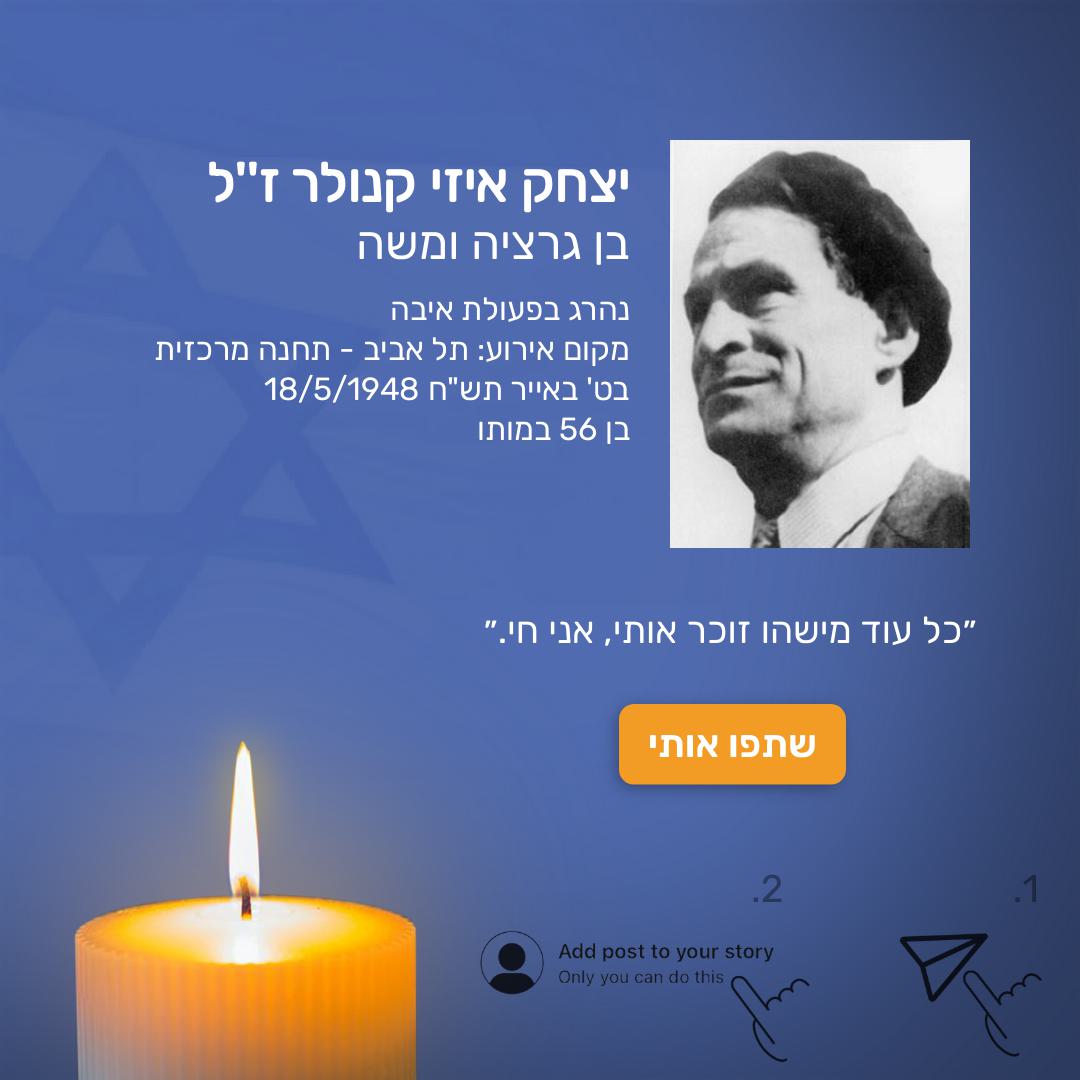 יצחק איזי קנולר ז"ל
בן גרציה ומשה
נהרג בפעולת איבה
מקום אירוע: תל אביב - תחנה מרכזית
בט' באייר תש"ח 18/5/1948
בן 56 במותו
״כל עוד מישהו זוכר אותי, אני חי.״
שתפו אותי
1.
2.
Add post to your story
Only you can do this